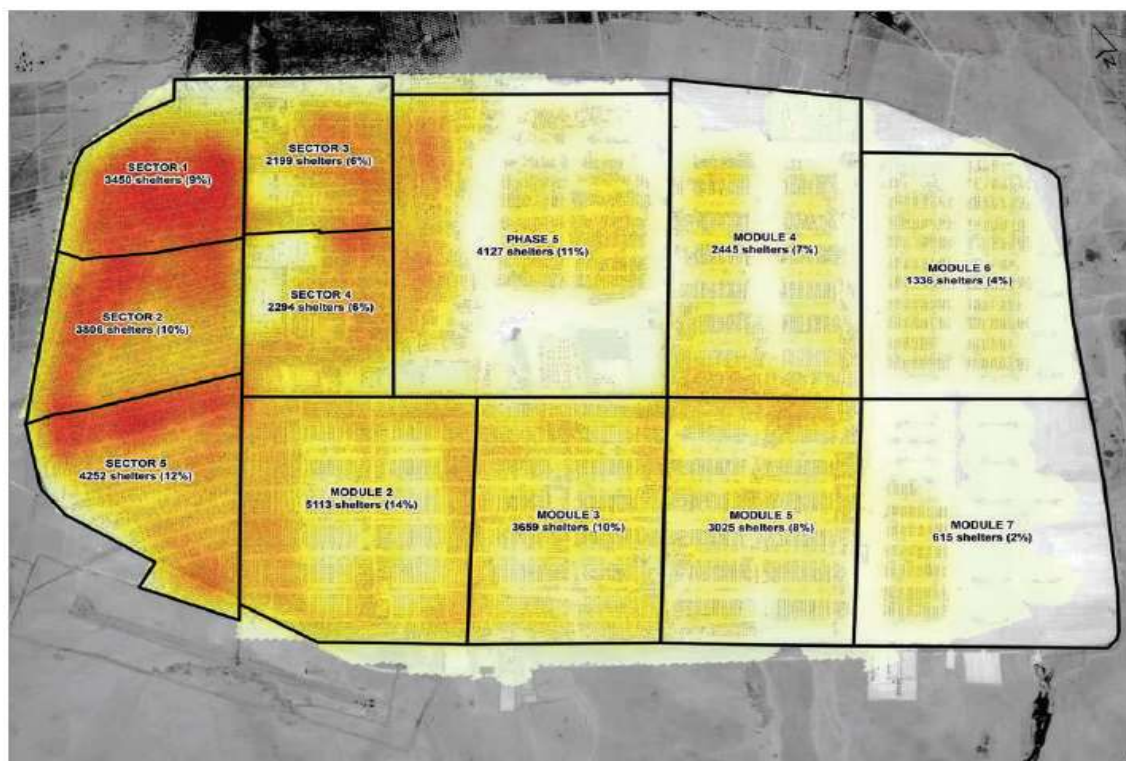 SECTOR 1
3450 shelters (9%)
SECTOR 3
2199 shelters (6%)
PHASE 5
4127 shelters (11%)
MODULE 4
2445 shelters (7%)
MODULE 6
1336 shelters (4%)
SECTOR 2
3806 shelters (10%)
SECTOR 4
2294 shelters (6%)
SECTOR 5
4252 shelters (12%)
MODULE 2
5113 shelters (14%)
MODULE 3
3659 shelters (10%)
MODULE 5
3025 shelters (8%)
MODULE 7
615 shelters (2%)